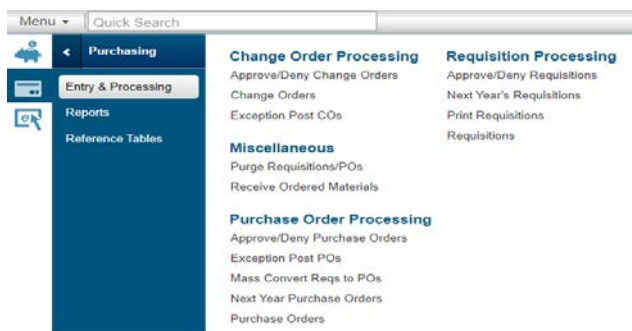 Menu
Quick Search
Purchasing
Entry & Processing
Reports
Reference Tables
Change Order Processing
Approve/Deny Change Orders
Change Orders
Exception Post COs
Miscellaneous
Purge Requisitions/POs
Receive Ordered Materials
Purchase Order Processing
Approve/Deny Purchase Orders
Exception Post POs
Mass Convert Reqs to POs
Next Year Purchase Orders
Purchase Orders
Requisition Processing
Approve/Deny Requisitions
Next Year's Requisitions
Print Requisitions
Requisitions